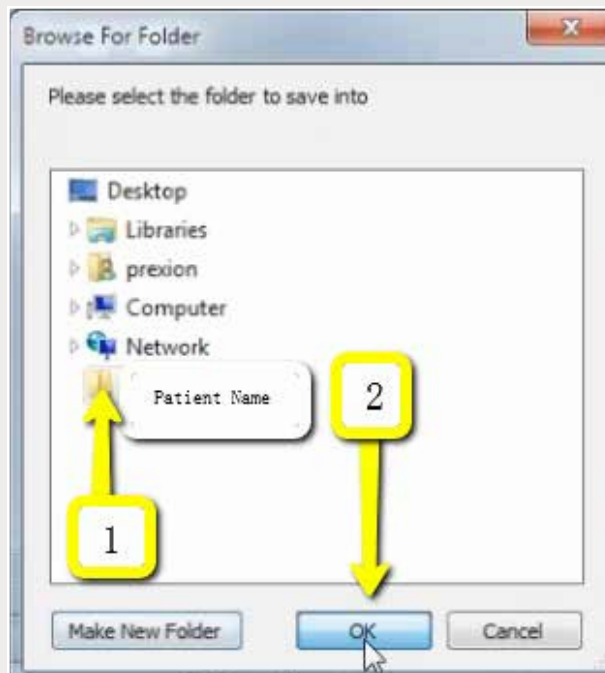 Browse For Folder
Please select the folder to save into
Desktop
Libraries
prexion
Computer
Network
Patient Name
2
1
Make New Folder
OK
Cancel